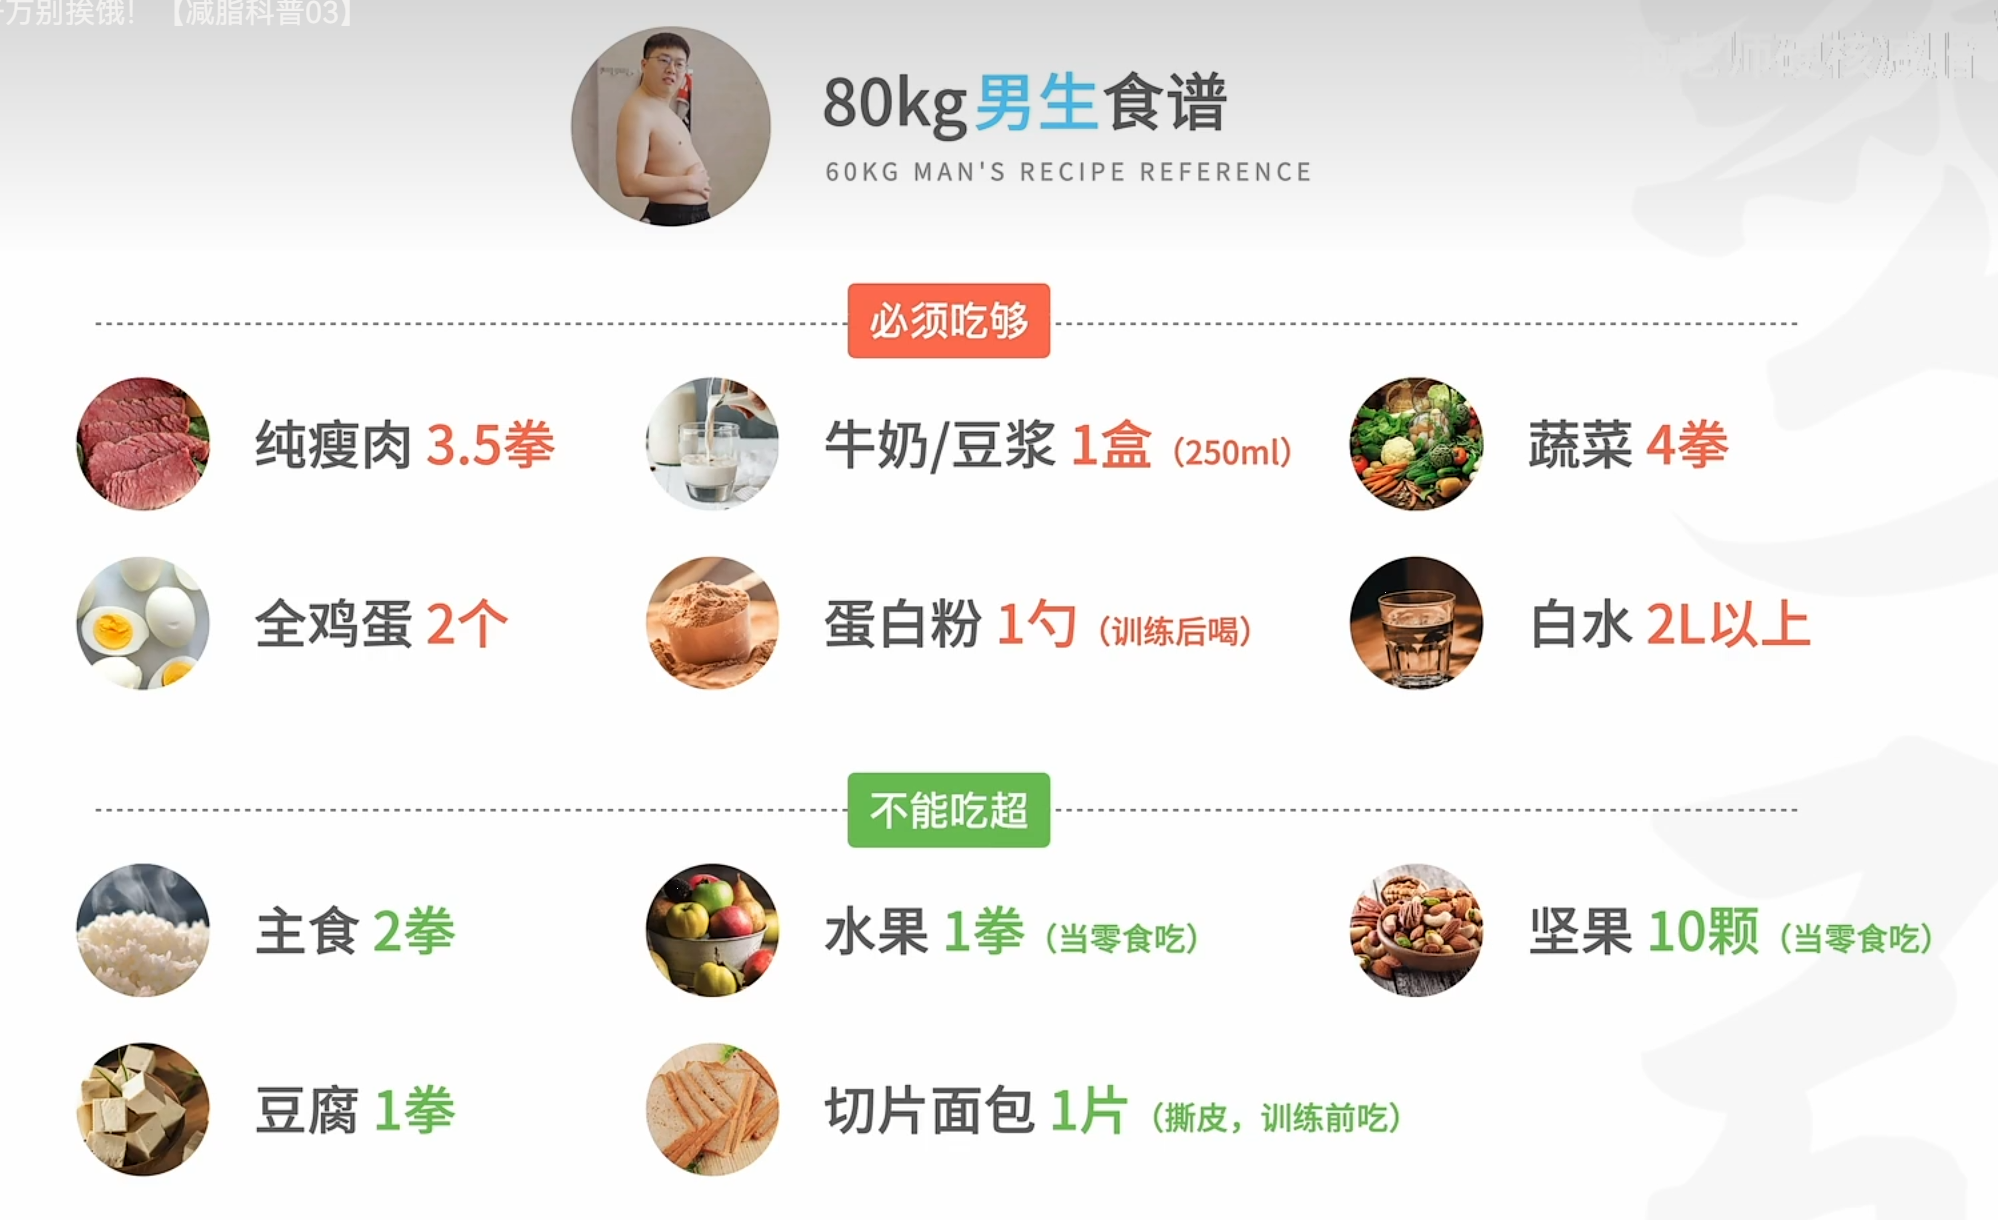 万别挨饿！【减脂科普03】
80kg男生食谱
60KG MAN'S RECIPE REFERENCE
必须吃够
纯瘦肉 3.5拳
牛奶/豆浆 1盒（250ml）
蔬菜 4拳
全鸡蛋 2个
蛋白粉 1勺（训练后喝）
白水 2L以上
不能吃超
主食 2拳
水果 1拳（当零食吃）
坚果 10颗（当零食吃）
豆腐 1拳
切片面包 1片（撕皮，训练前吃）